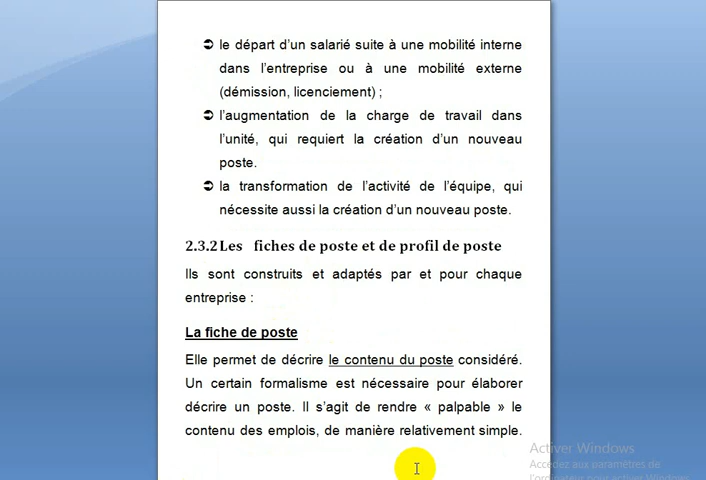 ➲ le départ d’un salarié suite à une mobilité interne
dans l’entreprise ou à une mobilité externe
(démission, licenciement) ;
➲ l’augmentation de la charge de travail dans
l’unité, qui requiert la création d’un nouveau
poste.
➲ la transformation de l’activité de l’équipe, qui
nécessite aussi la création d’un nouveau poste.
2.3.2 Les fiches de poste et de profil de poste
Ils sont construits et adaptés par et pour chaque
entreprise :
La fiche de poste
Elle permet de décrire le contenu du poste considéré.
Un certain formalisme est nécessaire pour élaborer
décrire un poste. Il s’agit de rendre « palpable » le
contenu des emplois, de manière relativement simple.
Activer Windows
Accédez aux paramètres de
l'ordinateur pour activer Windows